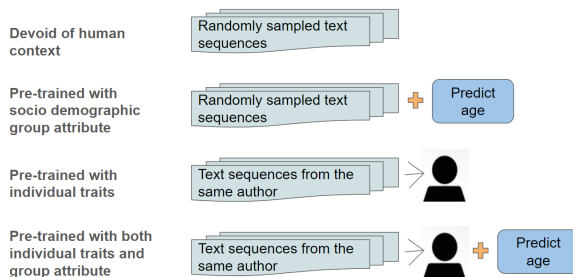 Devoid of human
context
Randomly sampled text
sequences
Pre-trained with
socio demographic
group attribute
Randomly sampled text
sequences
Predict
age
Pre-trained with
individual traits
Text sequences from the
same author
Pre-trained with both
individual traits and
group attribute
Text sequences from the
same author
Predict
age